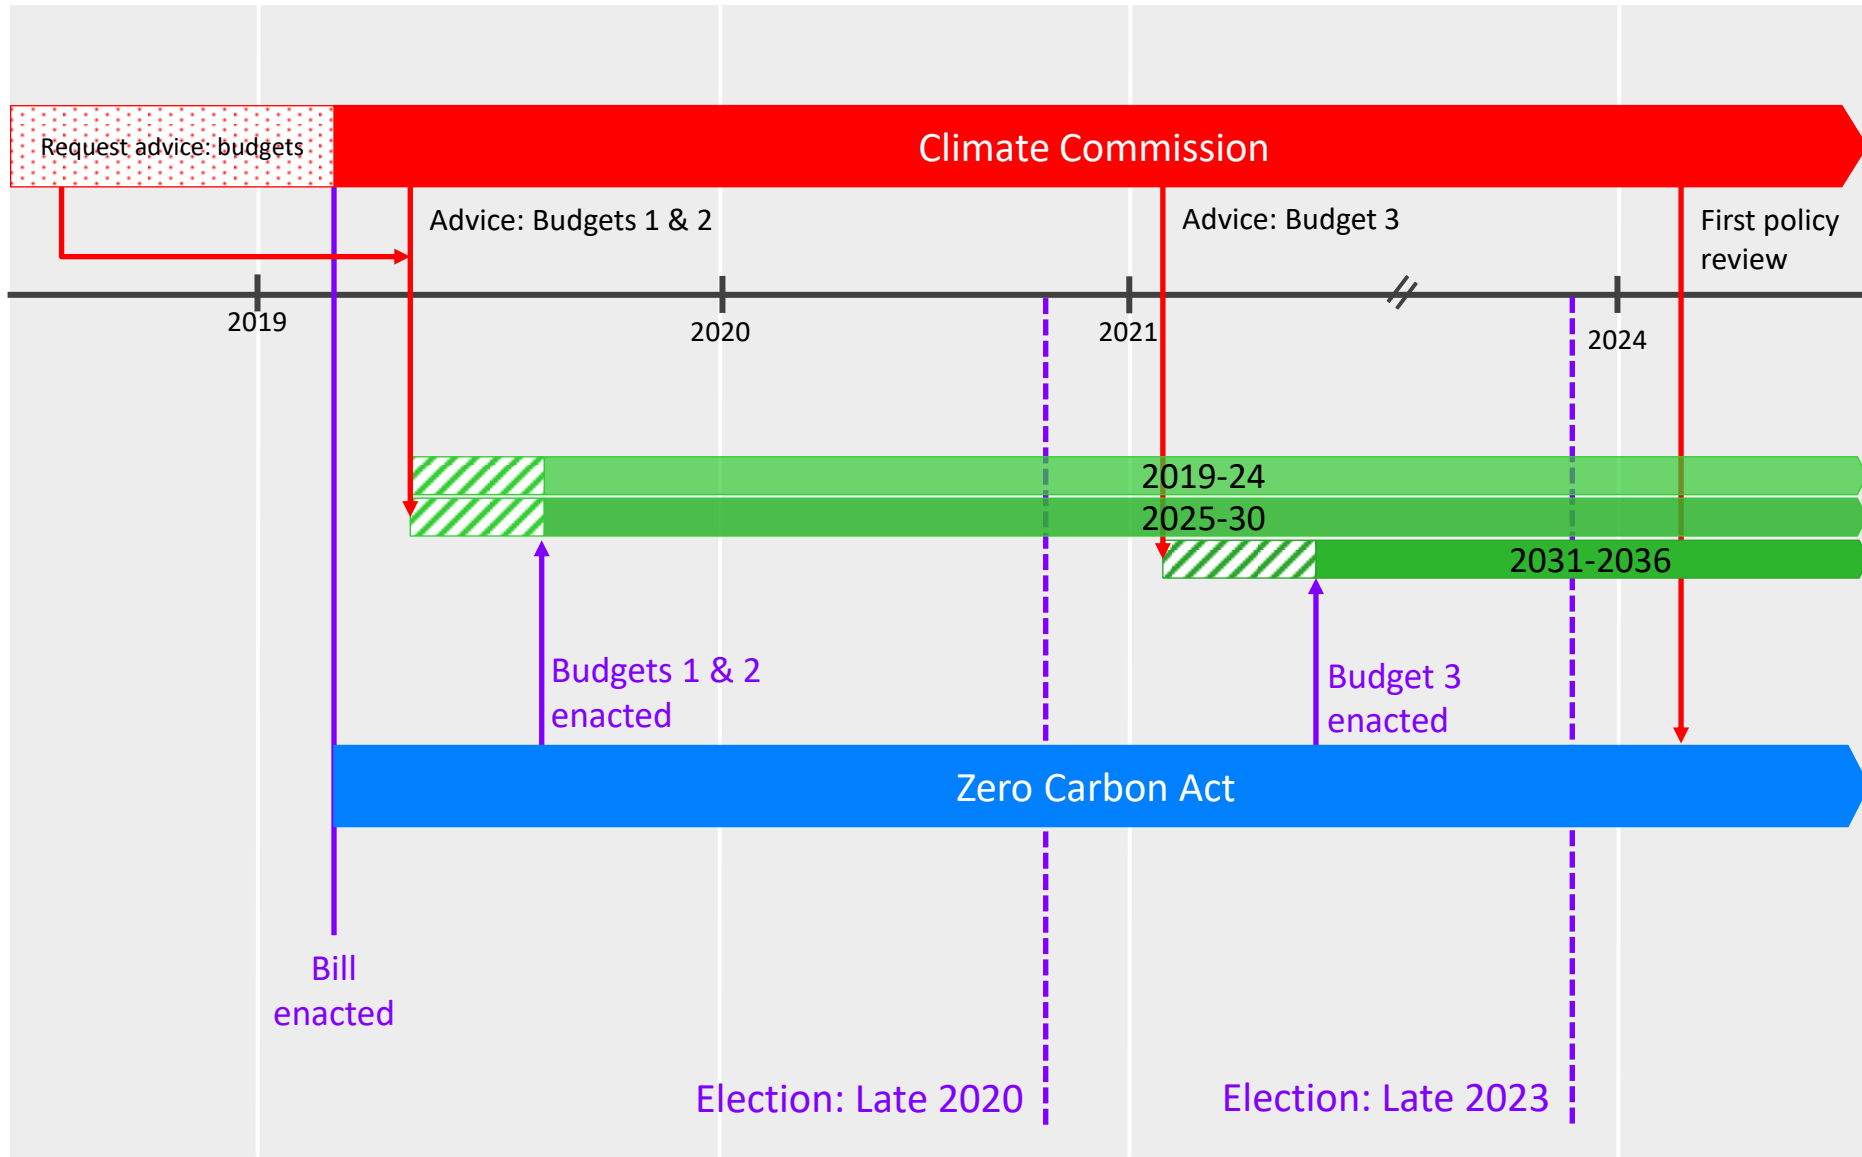 Request advice: budgets
Climate Commission
Advice: Budgets 1 & 2
Advice: Budget 3
First policy
review
2019
2020
2021
2024
2019-24
2025-30
2031-2036
Budgets 1 & 2
enacted
Budget 3
enacted
Zero Carbon Act
Bill
enacted
Election: Late 2020
Election: Late 2023